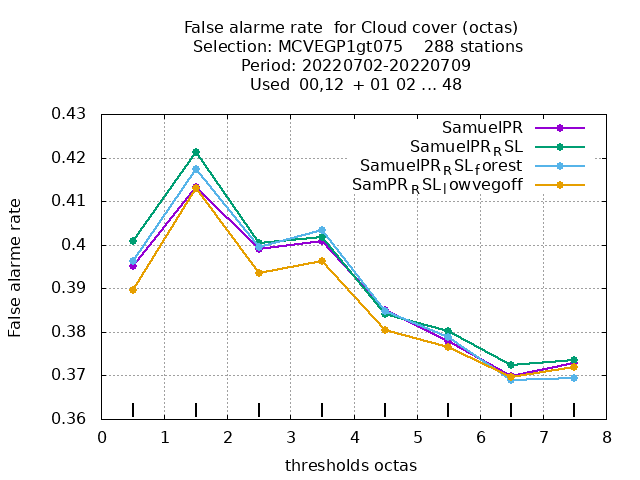 False alarme rate  for Cloud cover (octas)
Selection: MCVEGP1gt075    288 stations
Period: 20220702-20220709
Used  00,12  + 01 02 ... 48
SamuelPR
SamuelPR_RSL
SamuelPR_RSL_forest
SamPR_RSL_lowvegoff
False alarme rate
0.43
0.42
0.41
0.4
0.39
0.38
0.37
0.36
0 1 2 3 4 5 6 7 8
thresholds octas